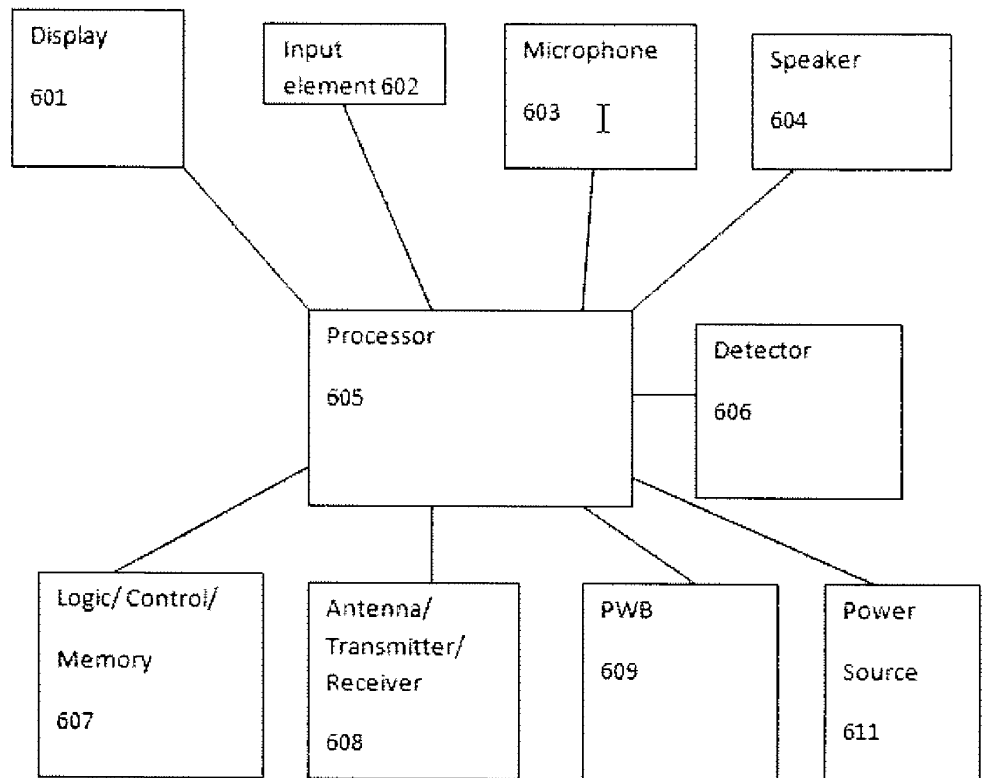 Display
601
Input
element 602
Microphone
603
Speaker
604
Processor
605
Detector
606
Logic/ Control/
Memory
607
Antenna/
Transmitter/
Receiver
608
PWB
609
Power
Source
611